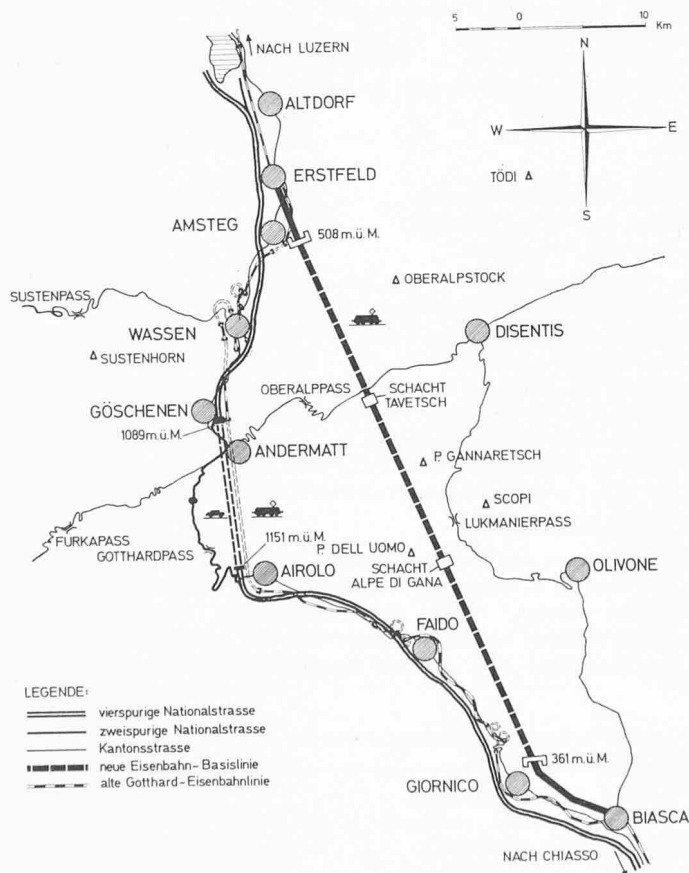 5 0 10 Km
NACH LUZERN
N
W E
S
ALTDORF
TÖDI
ERSTFELD
AMSTEG
508 m.ü.M.
OBERALPSTOCK
SUSTENPASS
WASSEN
DISENTIS
SUSTENHORN
OBERALPPASS
SCHACHT
TAVETSCH
GÖSCHENEN
1089 m.ü.M.
ANDERMATT
P. GANNARETSCH
SCOPI
LUKMANIERPASS
FURKAPASS
GOTTHARDPASS
1151 m.ü.M.
P. DELL UOMO
SCHACHT
ALPE DI GANA
AIROLO
OLIVONE
FAIDO
LEGENDE:
vierspurige Nationalstrasse
zweispurige Nationalstrasse
Kantonsstrasse
neue Eisenbahn-Basislinie
alte Gotthard-Eisenbahnlinie
361 m.ü.M.
GIORNICO
BIASCA
NACH CHIASSO